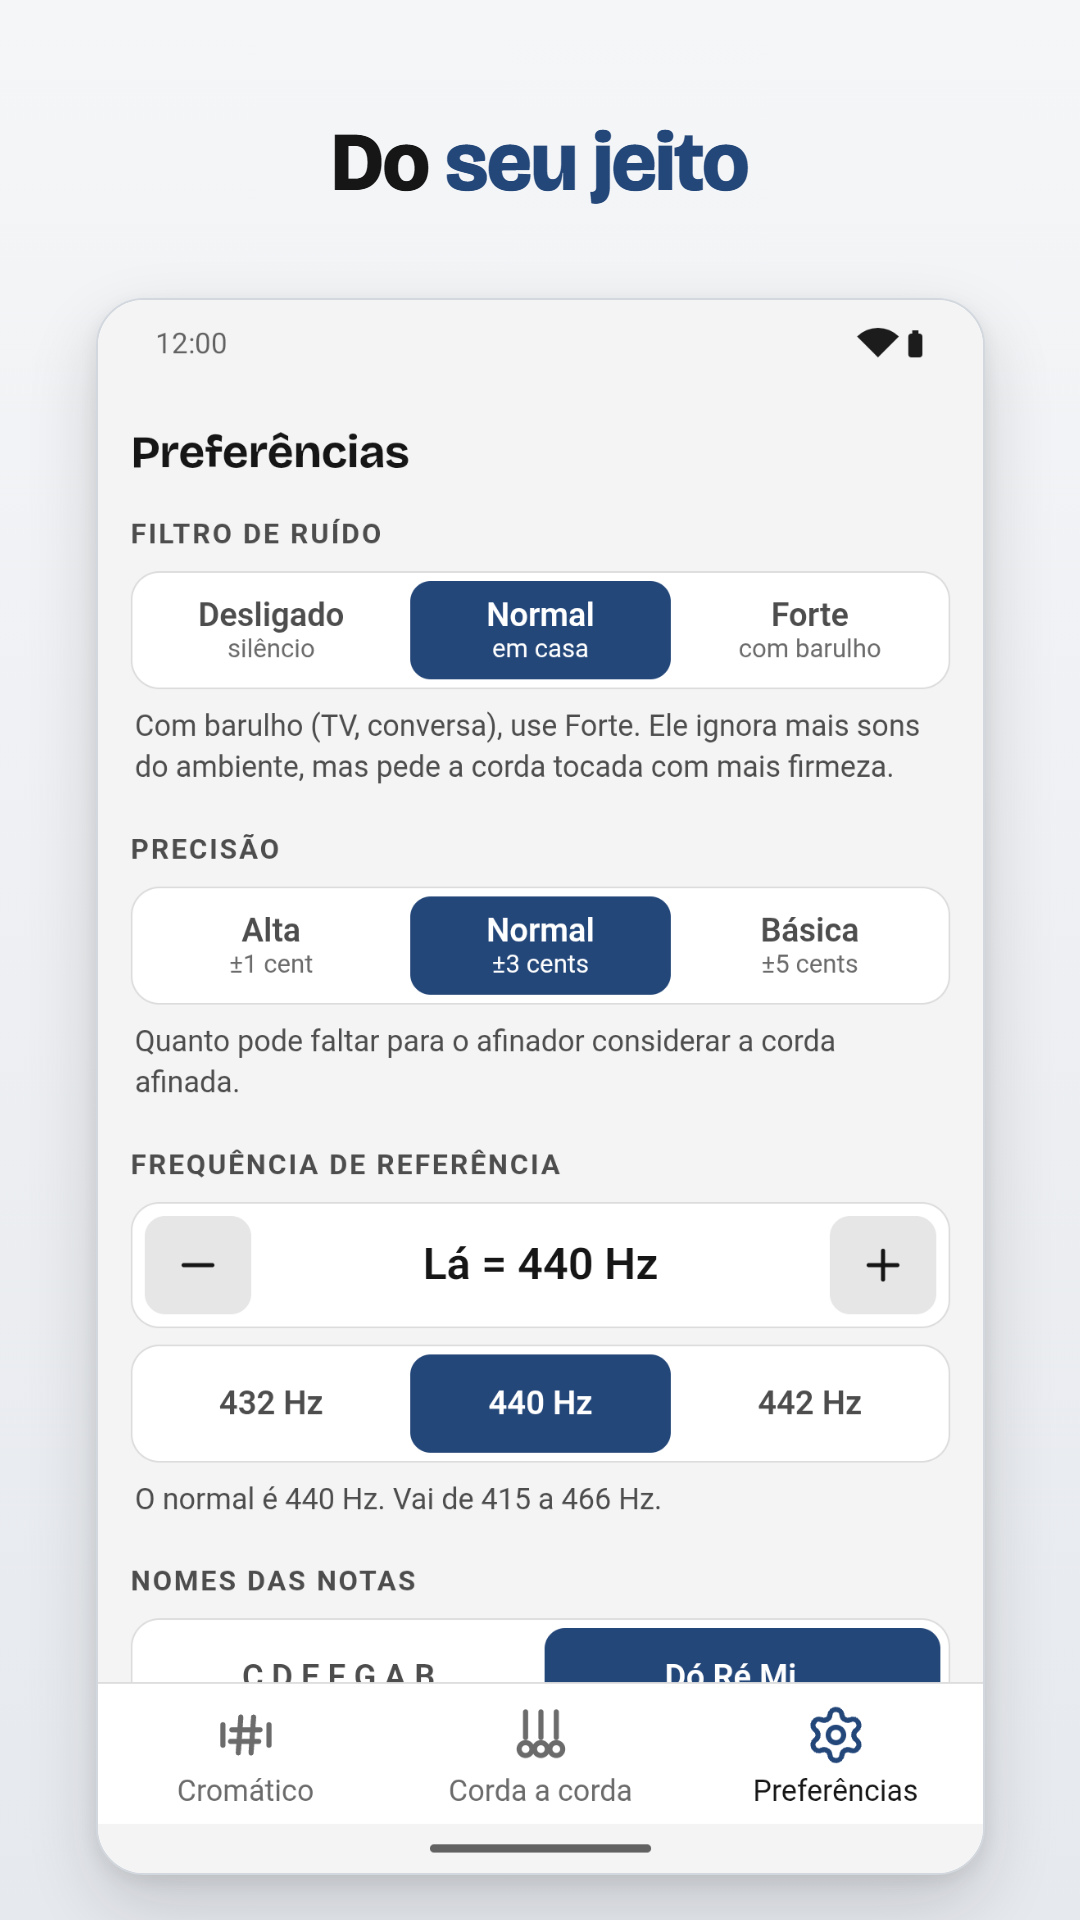 Do seu jeito
12:00
Preferências
FILTRO DE RUÍDO
Desligado
silêncio
Normal
em casa
Forte
com barulho
Com barulho (TV, conversa), use Forte. Ele ignora mais sons
do ambiente, mas pede a corda tocada com mais firmeza.
PRECISÃO
Alta
±1 cent
Normal
±3 cents
Básica
±5 cents
Quanto pode faltar para o afinador considerar a corda
afinada.
FREQUÊNCIA DE REFERÊNCIA
Lá = 440 Hz
432 Hz
440 Hz
442 Hz
O normal é 440 Hz. Vai de 415 a 466 Hz.
NOMES DAS NOTAS
C D E F G A B
Dó Ré Mi
Cromático
Corda a corda
Preferências